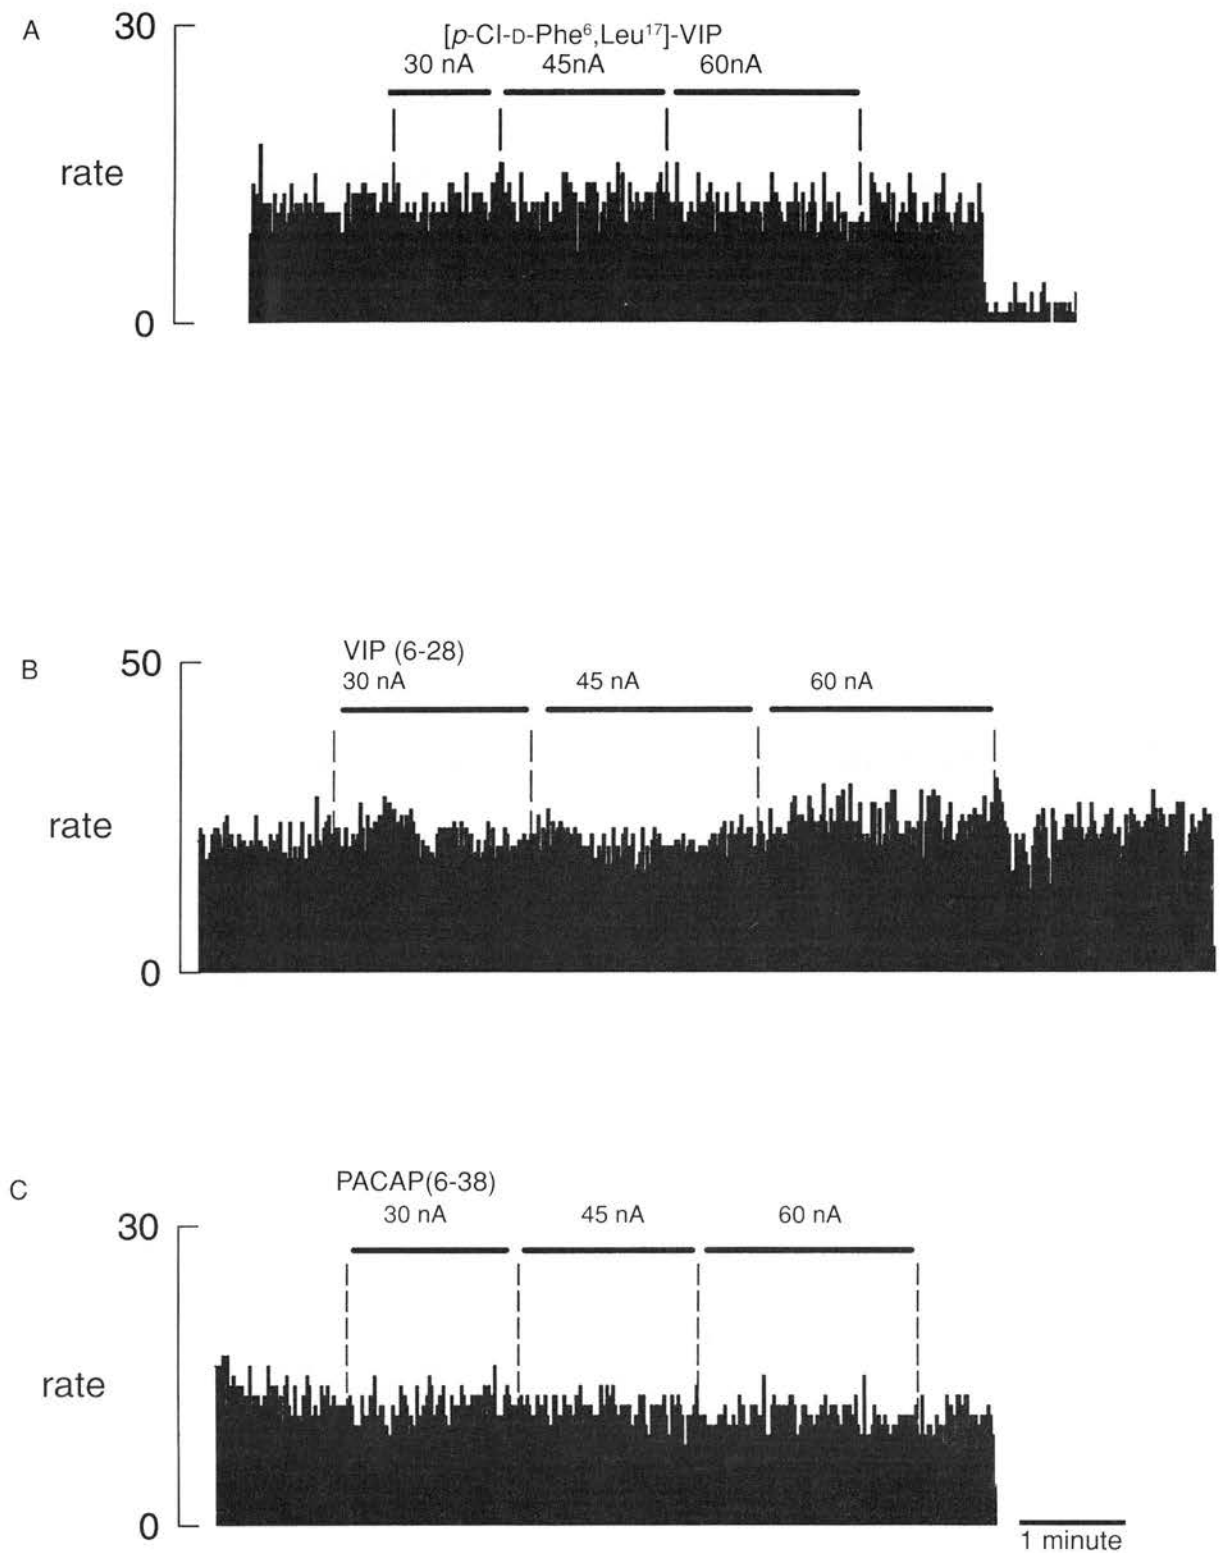 A
30
[p-Cl-D-Phe⁶,Leu¹⁷]-VIP
30 nA 45nA 60nA
rate
0
B
50
VIP (6-28)
30 nA 45 nA 60 nA
rate
0
C
PACAP(6-38)
30 nA 45 nA 60 nA
30
rate
0
1 minute